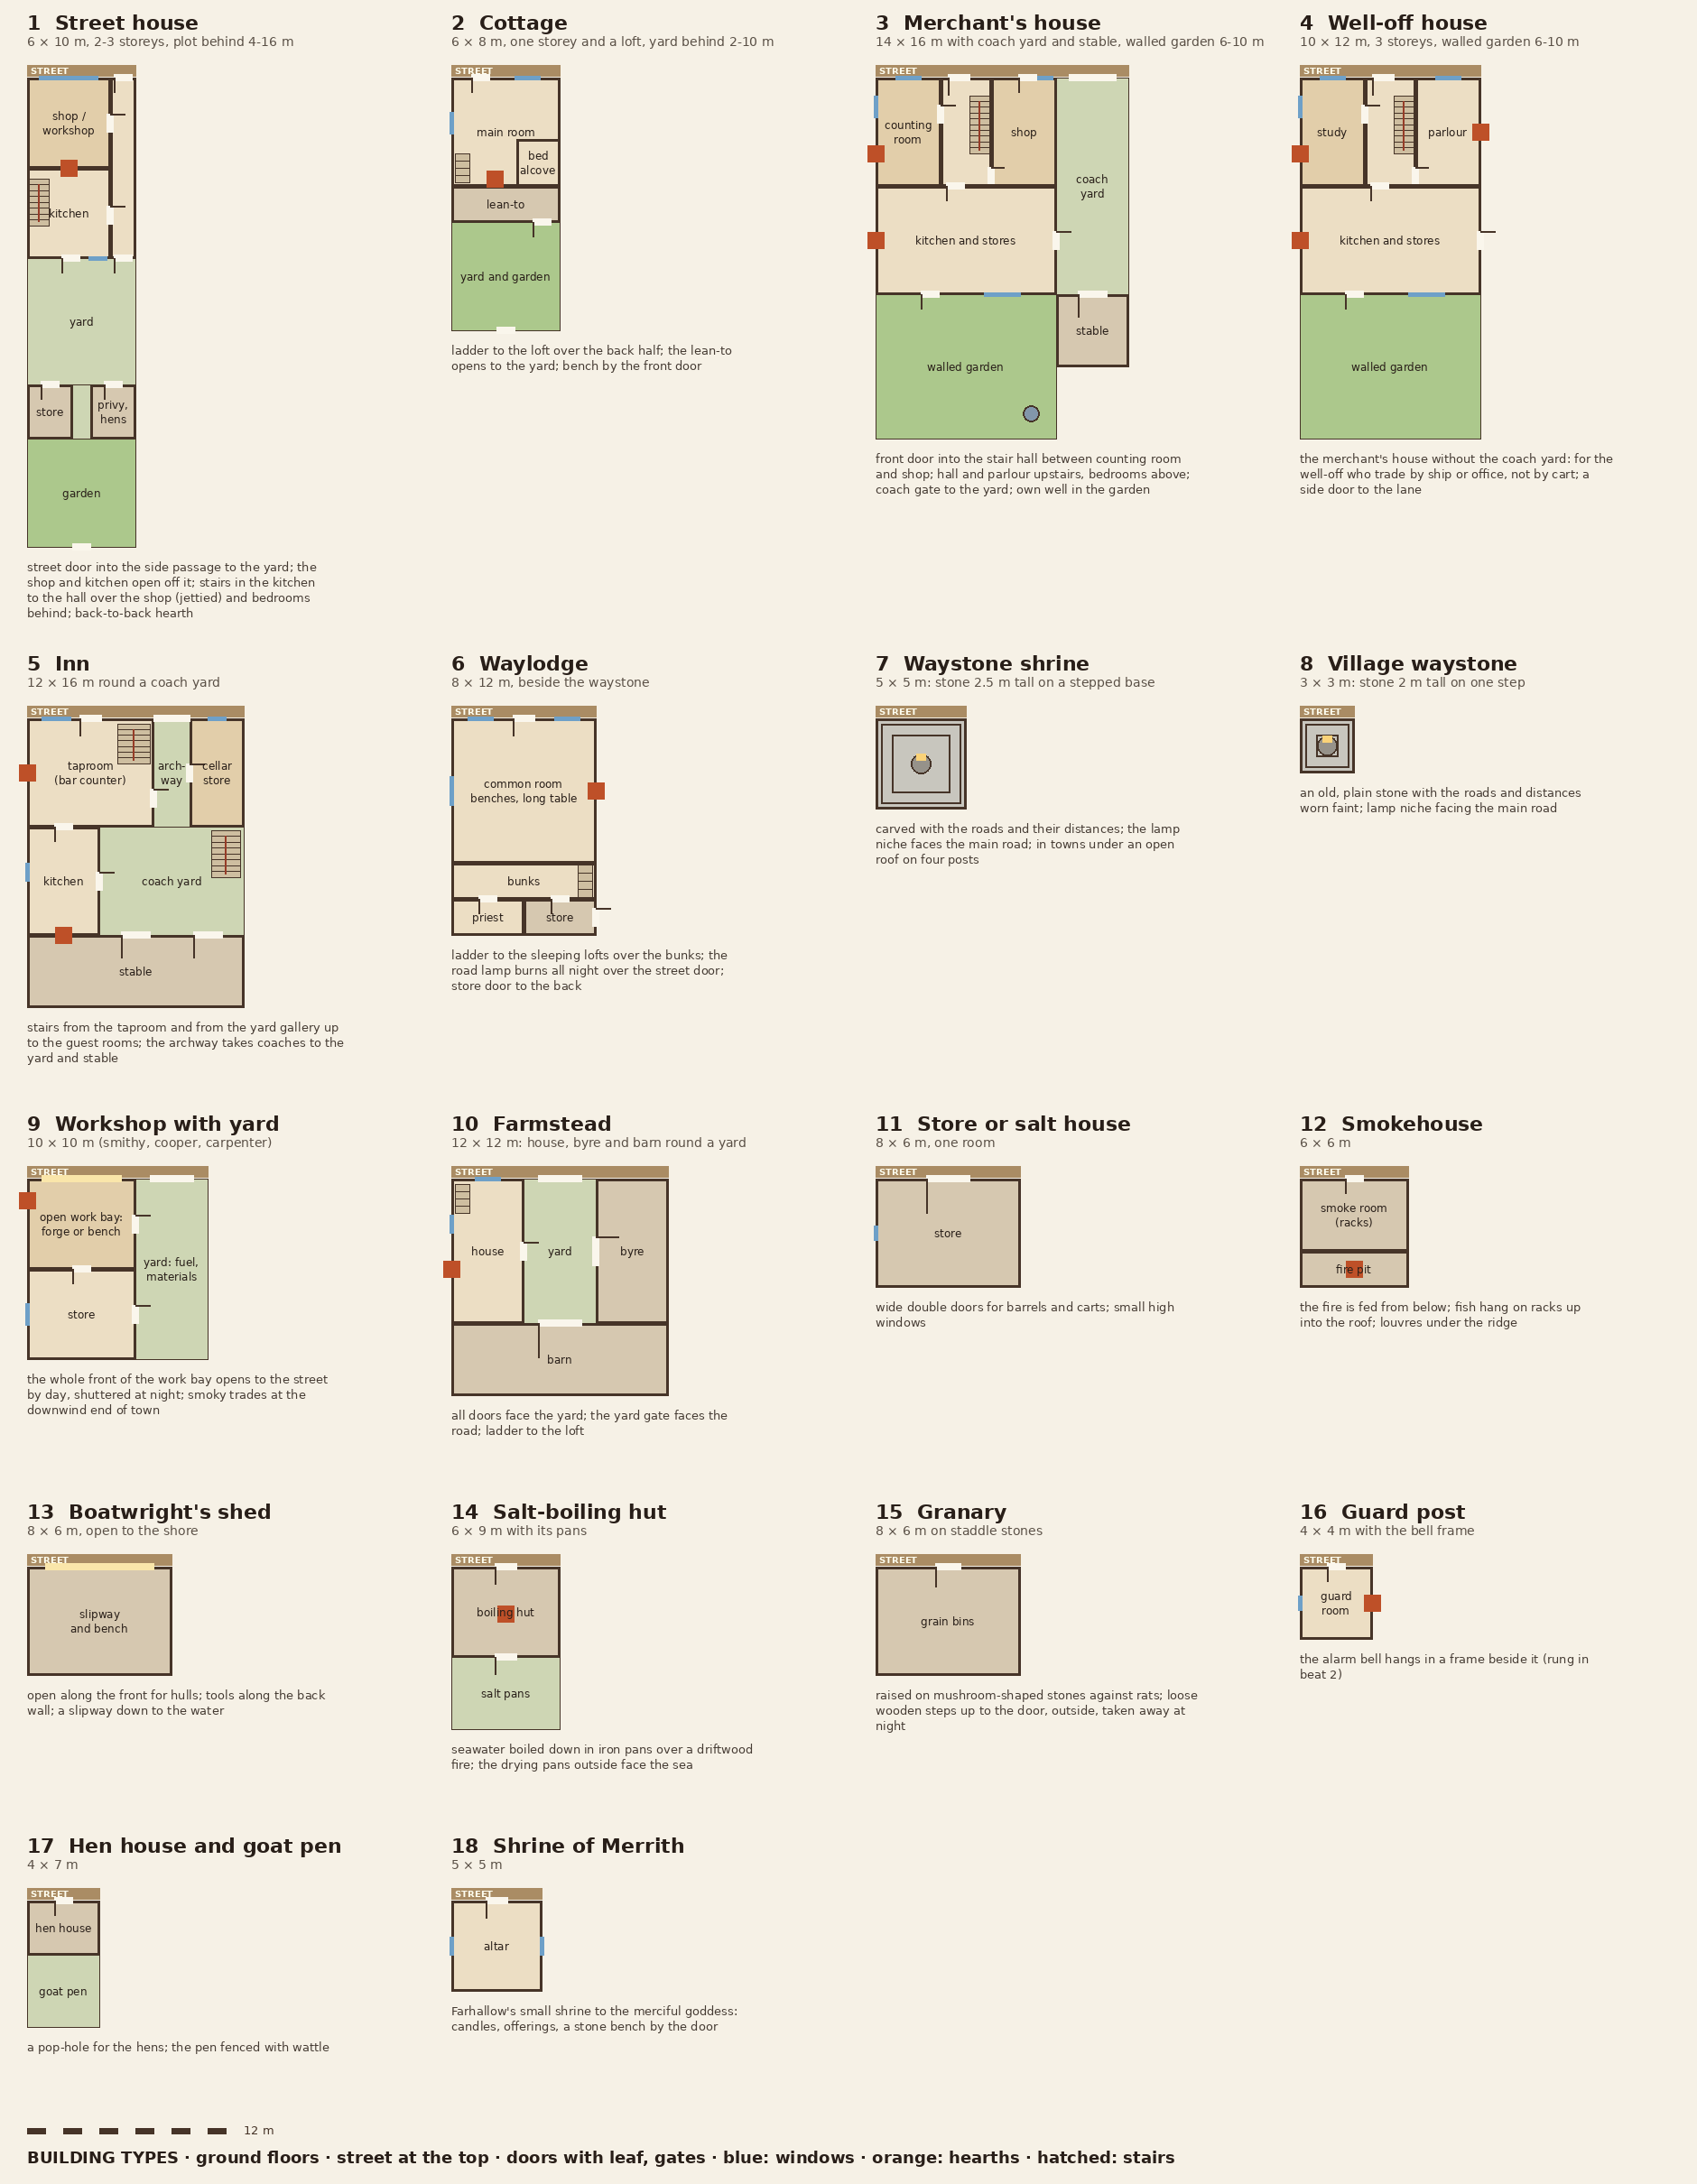 1 Street house
6 × 10 m, 2-3 storeys, plot behind 4-16 m
STREET
shop /
workshop
kitchen
yard
store
privy,
hens
garden
street door into the side passage to the yard; the
shop and kitchen open off it; stairs in the kitchen
to the hall over the shop (jettied) and bedrooms
behind; back-to-back hearth
2 Cottage
6 × 8 m, one storey and a loft, yard behind 2-10 m
STREET
main room
bed
alcove
lean-to
yard and garden
ladder to the loft over the back half; the lean-to
opens to the yard; bench by the front door
3 Merchant's house
14 × 16 m with coach yard and stable, walled garden 6-10 m
STREET
counting
room
shop
coach
yard
kitchen and stores
stable
walled garden
front door into the stair hall between counting room
and shop; hall and parlour upstairs, bedrooms above;
coach gate to the yard; own well in the garden
4 Well-off house
10 × 12 m, 3 storeys, walled garden 6-10 m
STREET
study
parlour
kitchen and stores
walled garden
the merchant's house without the coach yard: for the
well-off who trade by ship or office, not by cart; a
side door to the lane
5 Inn
12 × 16 m round a coach yard
STREET
taproom
(bar counter)
arch-
way
cellar
store
kitchen
coach yard
stable
stairs from the taproom and from the yard gallery up
to the guest rooms; the archway takes coaches to the
yard and stable
6 Waylodge
8 × 12 m, beside the waystone
STREET
common room
benches, long table
bunks
priest
store
ladder to the sleeping lofts over the bunks; the
road lamp burns all night over the street door;
store door to the back
7 Waystone shrine
5 × 5 m: stone 2.5 m tall on a stepped base
STREET
carved with the roads and their distances; the lamp
niche faces the main road; in towns under an open
roof on four posts
8 Village waystone
3 × 3 m: stone 2 m tall on one step
STREET
an old, plain stone with the roads and distances
worn faint; lamp niche facing the main road
9 Workshop with yard
10 × 10 m (smithy, cooper, carpenter)
STREET
open work bay:
forge or bench
yard: fuel,
materials
store
the whole front of the work bay opens to the street
by day, shuttered at night; smoky trades at the
downwind end of town
10 Farmstead
12 × 12 m: house, byre and barn round a yard
STREET
house
yard
byre
barn
all doors face the yard; the yard gate faces the
road; ladder to the loft
11 Store or salt house
8 × 6 m, one room
STREET
store
wide double doors for barrels and carts; small high
windows
12 Smokehouse
6 × 6 m
STREET
smoke room
(racks)
fire pit
the fire is fed from below; fish hang on racks up
into the roof; louvres under the ridge
13 Boatwright's shed
8 × 6 m, open to the shore
STREET
slipway
and bench
open along the front for hulls; tools along the back
wall; a slipway down to the water
14 Salt-boiling hut
6 × 9 m with its pans
STREET
boiling hut
salt pans
seawater boiled down in iron pans over a driftwood
fire; the drying pans outside face the sea
15 Granary
8 × 6 m on staddle stones
STREET
grain bins
raised on mushroom-shaped stones against rats; loose
wooden steps up to the door, outside, taken away at
night
16 Guard post
4 × 4 m with the bell frame
STREET
guard
room
the alarm bell hangs in a frame beside it (rung in
beat 2)
17 Hen house and goat pen
4 × 7 m
STREET
hen house
goat pen
a pop-hole for the hens; the pen fenced with wattle
18 Shrine of Merrith
5 × 5 m
STREET
altar
Farhallow's small shrine to the merciful goddess:
candles, offerings, a stone bench by the door
12 m
BUILDING TYPES · ground floors · street at the top · doors with leaf, gates · blue: windows · orange: hearths · hatched: stairs